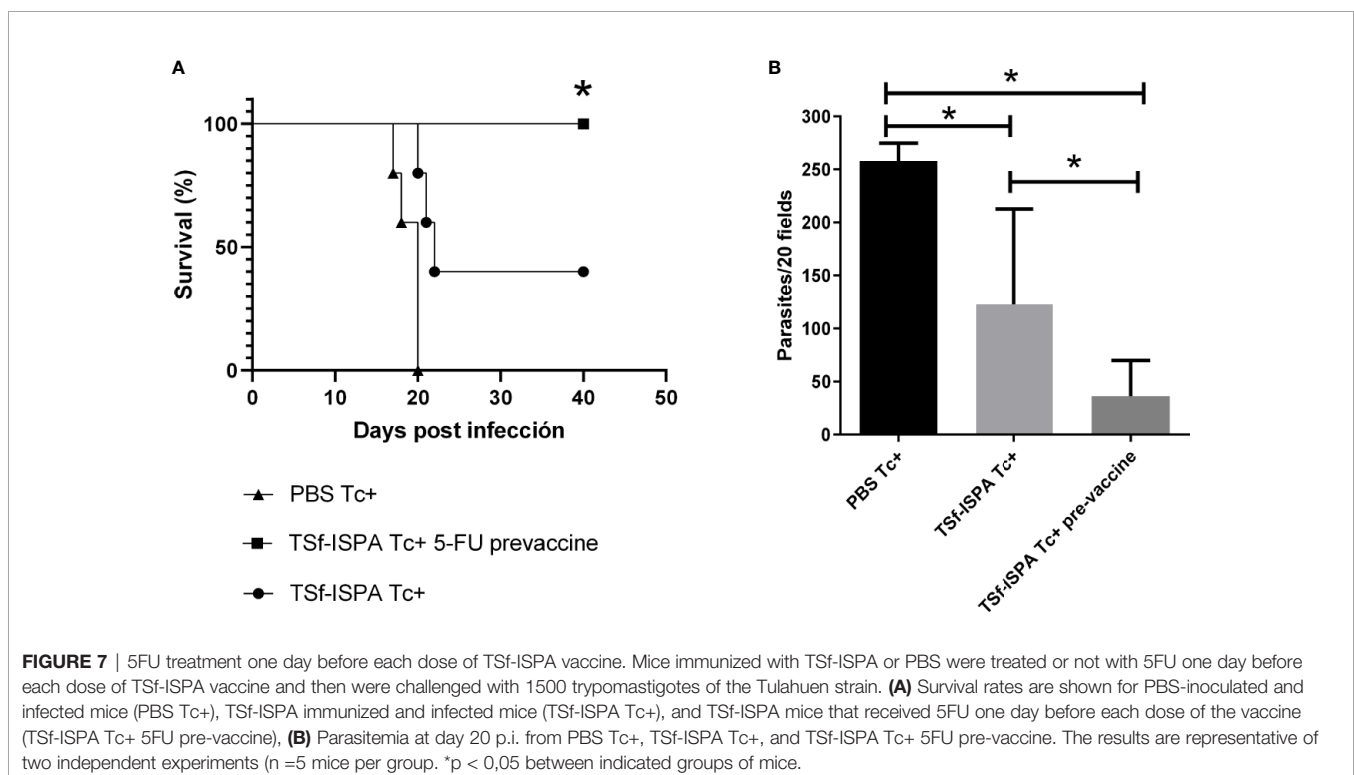 A
*
100
50
0
Survival (%)
0 10 20 30 40 50
Days post infección
PBS Tc+
TSf-ISPA Tc+ 5-FU prevaccine
TSf-ISPA Tc+
B
*
*
*
300
250
200
150
100
50
0
Parasites/20 fields
PBS Tc+
TSf-ISPA Tc+
TSf-ISPA Tc+ pre-vaccine
FIGURE 7 | 5FU treatment one day before each dose of TSf-ISPA vaccine. Mice immunized with TSf-ISPA or PBS were treated or not with 5FU one day before
each dose of TSf-ISPA vaccine and then were challenged with 1500 trypomastigotes of the Tulahuen strain. (A) Survival rates are shown for PBS-inoculated and
infected mice (PBS Tc+), TSf-ISPA immunized and infected mice (TSf-ISPA Tc+), and TSf-ISPA mice that received 5FU one day before each dose of the vaccine
(TSf-ISPA Tc+ 5FU pre-vaccine), (B) Parasitemia at day 20 p.i. from PBS Tc+, TSf-ISPA Tc+, and TSf-ISPA Tc+ 5FU pre-vaccine. The results are representative of
two independent experiments (n =5 mice per group. *p < 0,05 between indicated groups of mice.